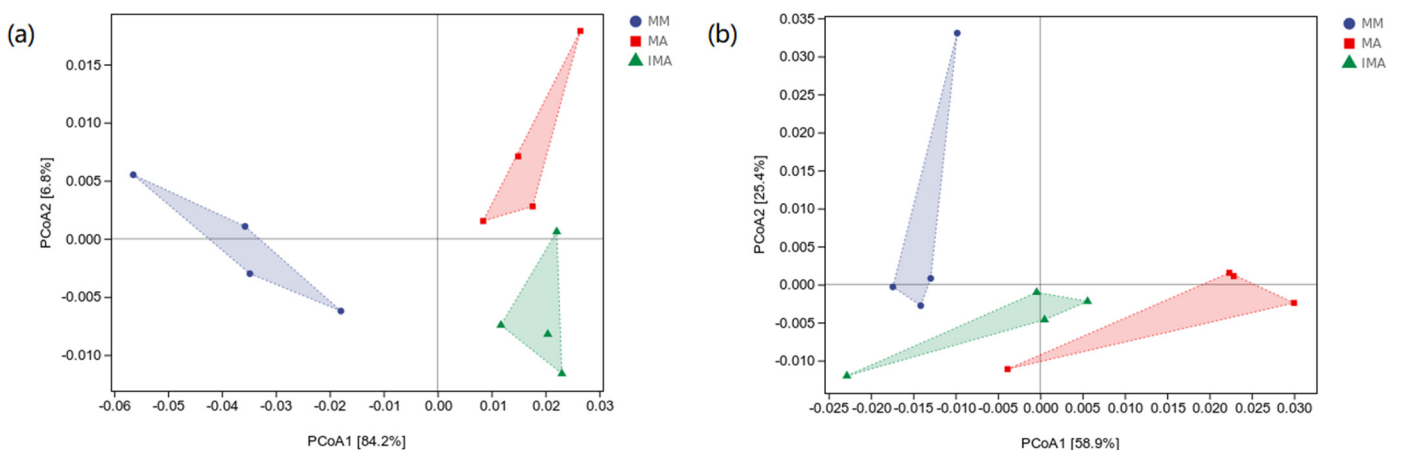 (a)
MM
MA
IMA
0.015
0.010
0.005
0.000
-0.005
-0.010
PCoA2 [6.8%]
-0.06 -0.05 -0.04 -0.03 -0.02 -0.01 0.00 0.01 0.02 0.03
PCoA1 [84.2%]
(b)
MM
MA
IMA
0.035
0.030
0.025
0.020
0.015
0.010
0.005
0.000
-0.005
-0.010
PCoA2 [25.4%]
-0.025 -0.020 -0.015 -0.010 -0.005 0.000 0.005 0.010 0.015 0.020 0.025 0.030
PCoA1 [58.9%]